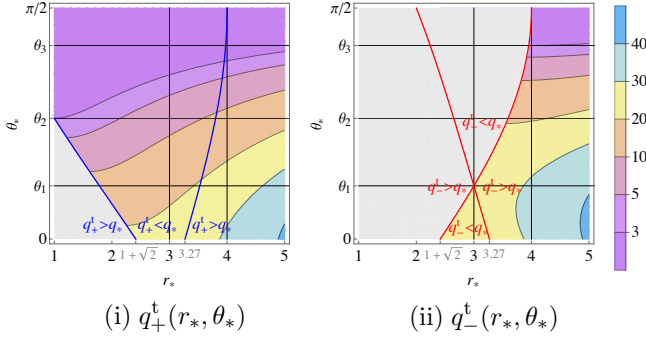 π/2
θ₃
θ₂
θ₁
0
θ*
q₊ᵗ>q* q₊ᵗ<q* q₊ᵗ>q*
1 2 3 4 5
1+√2 3.27
r*
(i) q₊ᵗ(r*, θ*)
π/2
θ₃
θ₂
θ₁
0
θ*
q₋ᵗ<q*
q₋ᵗ>q* q₋ᵗ>q*
q₋ᵗ<q*
1 2 3 4 5
1+√2 3.27
r*
(ii) q₋ᵗ(r*, θ*)
40
30
20
10
5
3